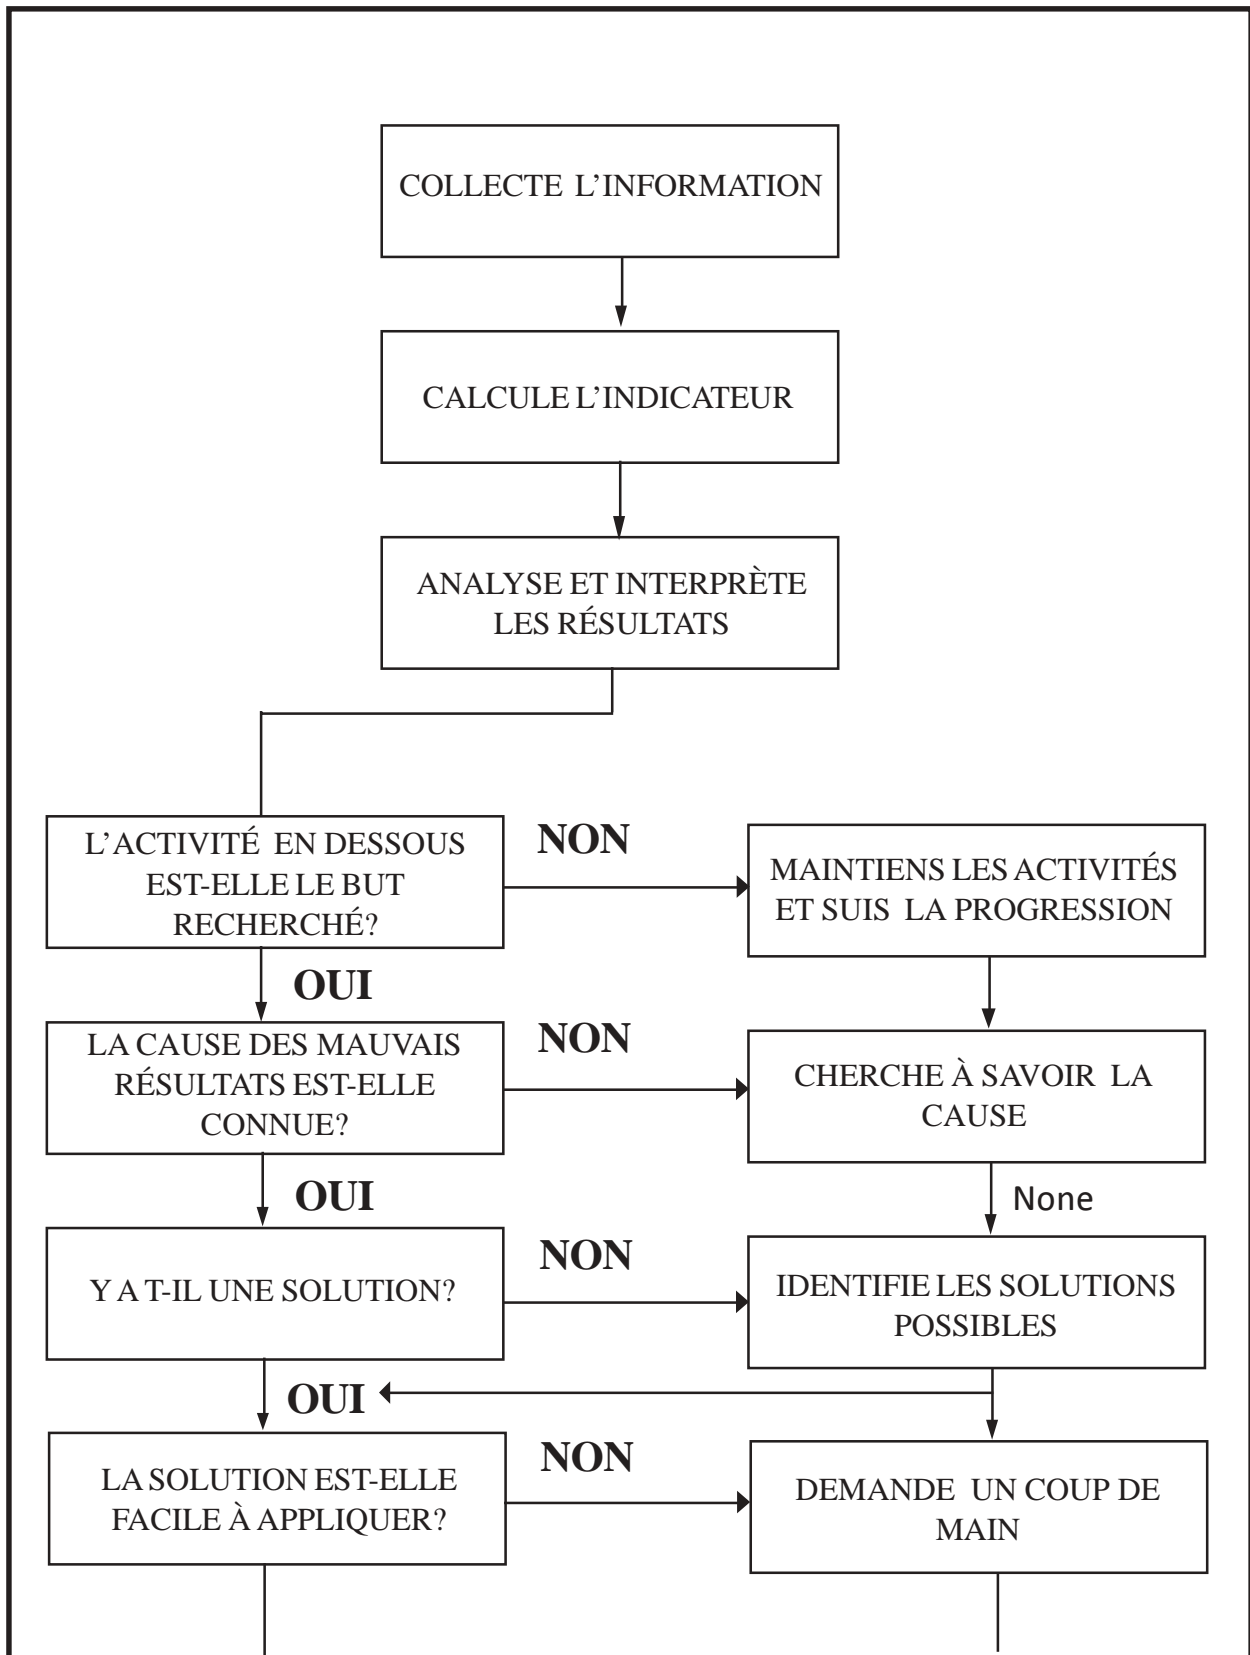 COLLECTE L'INFORMATION
CALCULE L'INDICATEUR
ANALYSE ET INTERPRÈTE
LES RÉSULTATS
L'ACTIVITÉ EN DESSOUS
EST-ELLE LE BUT
RECHERCHÉ?
NON
MAINTIENS LES ACTIVITÉS
ET SUIS LA PROGRESSION
OUI
LA CAUSE DES MAUVAIS
RÉSULTATS EST-ELLE
CONNUE?
NON
CHERCHE À SAVOIR LA
CAUSE
OUI
None
Y A T-IL UNE SOLUTION?
NON
IDENTIFIE LES SOLUTIONS
POSSIBLES
OUI
LA SOLUTION EST-ELLE
FACILE À APPLIQUER?
NON
DEMANDE UN COUP DE
MAIN